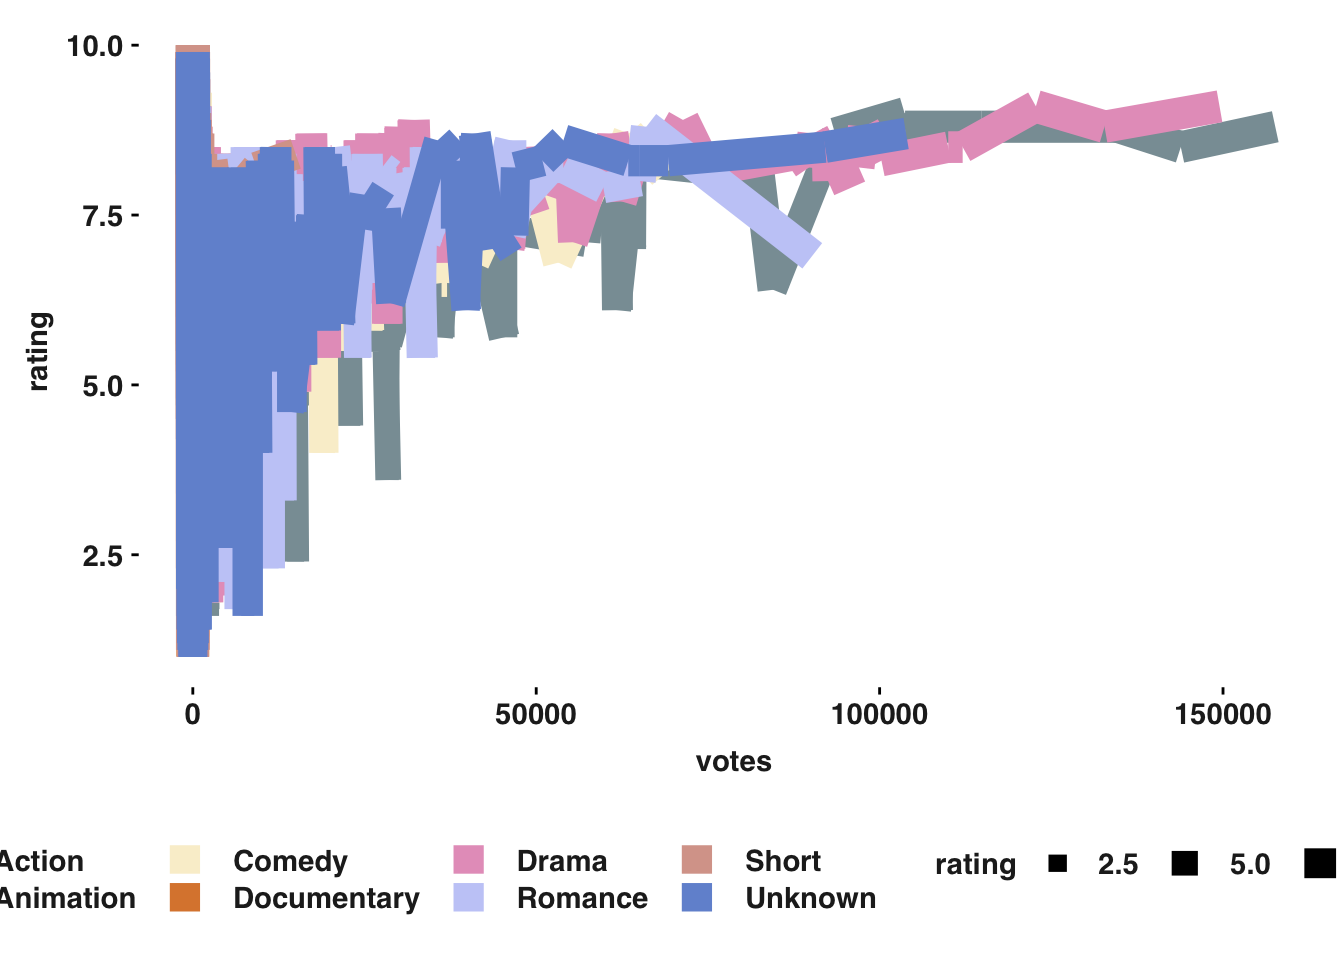 10.0
7.5
5.0
2.5
rating
0 50000 100000 150000
votes
Action Comedy Drama Short rating 2.5 5.0
Animation Documentary Romance Unknown